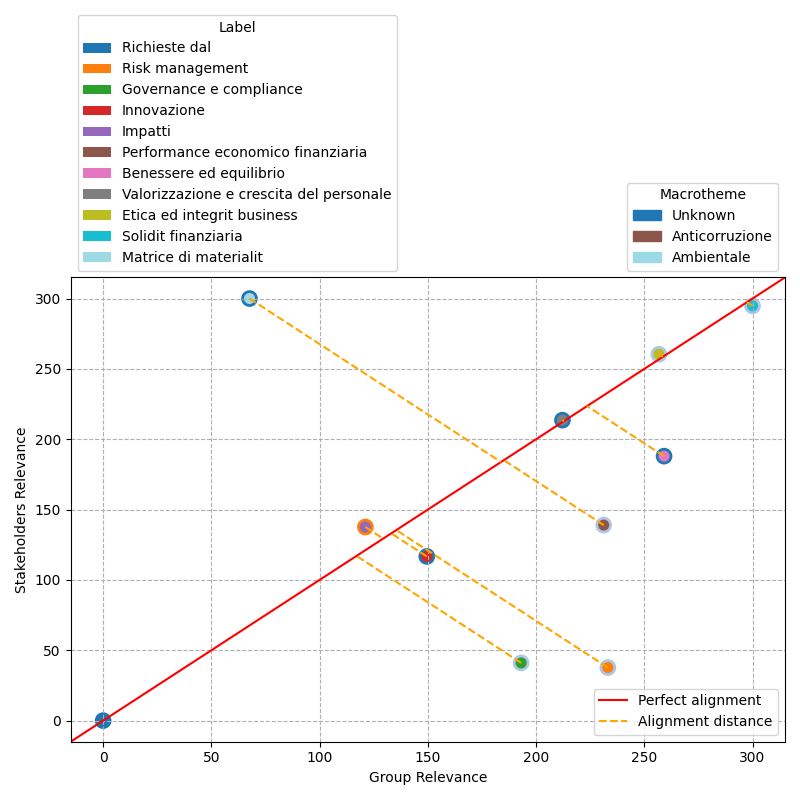 Label
Richieste dal
Risk management
Governance e compliance
Innovazione
Impatti
Performance economico finanziaria
Benessere ed equilibrio
Valorizzazione e crescita del personale
Etica ed integrit business
Solidit finanziaria
Matrice di materialit
Macrotheme
Unknown
Anticorruzione
Ambientale
300
250
200
150
100
50
0
Stakeholders Relevance
Perfect alignment
Alignment distance
0 50 100 150 200 250 300
Group Relevance